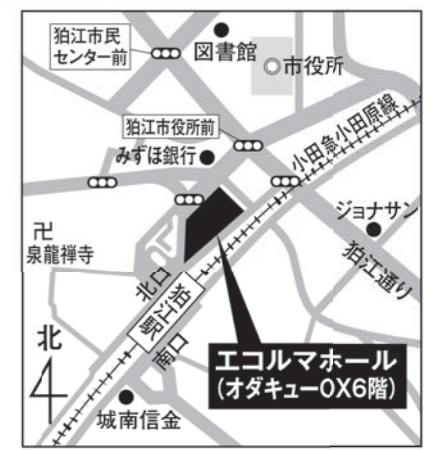 狛江市民
センター前
図書館
◎市役所
狛江市役所前
みずほ銀行
小田急小田原線
ジョナサン
狛江通り
卍
泉龍禅寺
北口
狛江駅
南口
北
エコルマホール
(オダキューOX6階)
城南信金